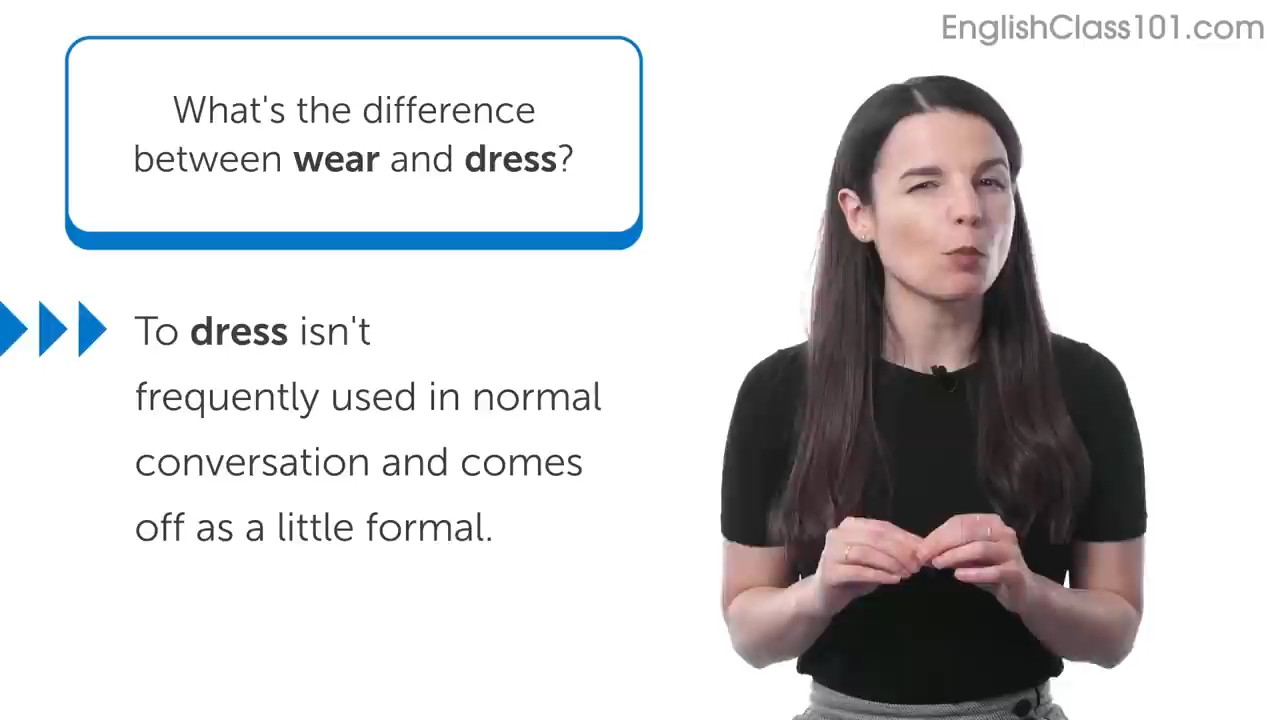 EnglishClass101.com
What's the difference
between wear and dress?
To dress isn't
frequently used in normal
conversation and comes
off as a little formal.